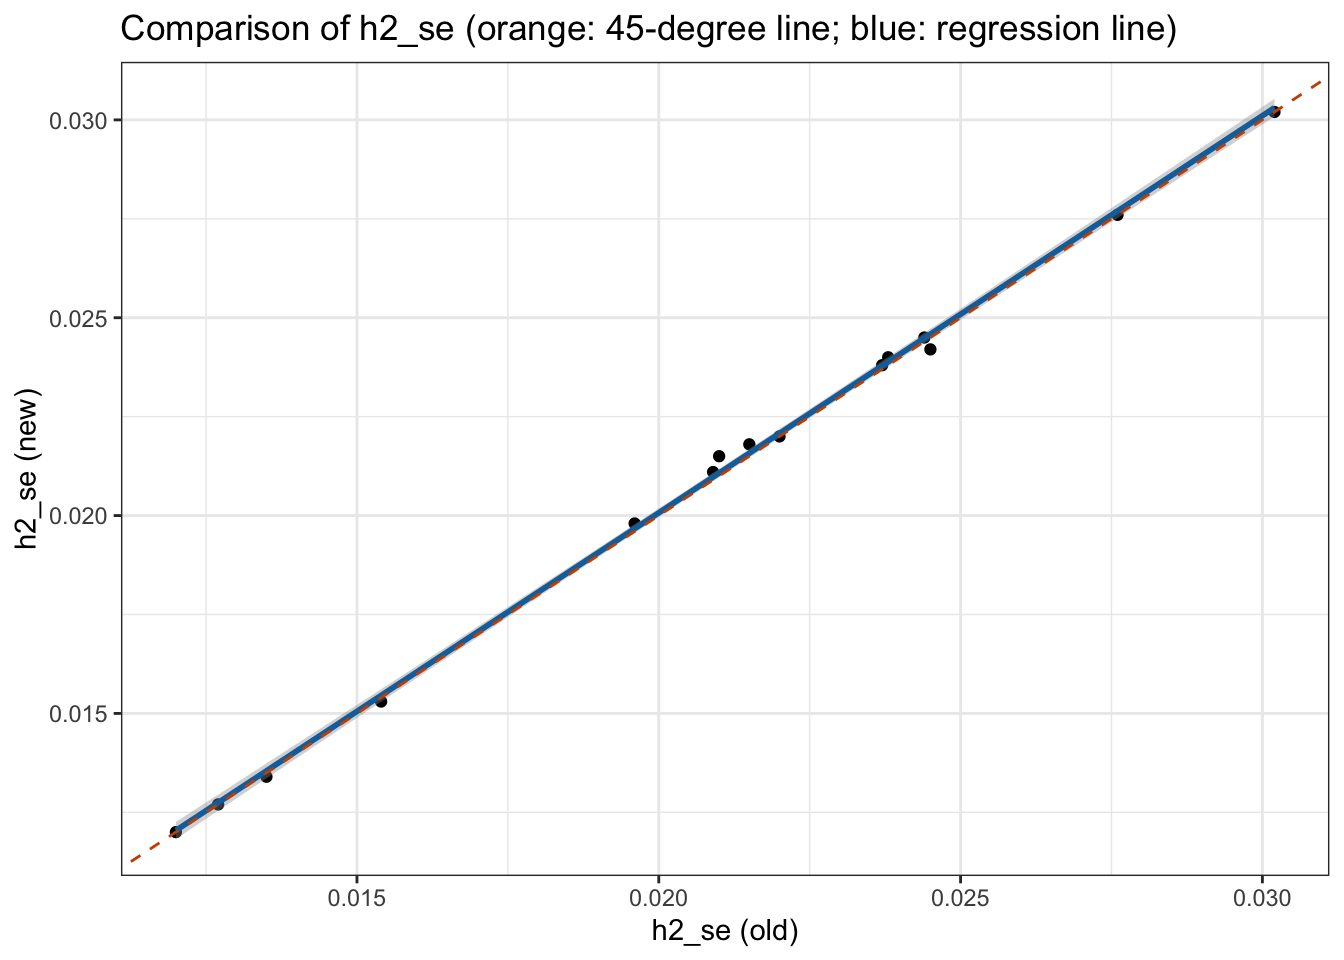 Comparison of h2_se (orange: 45-degree line; blue: regression line)
h2_se (new)
0.030
0.025
0.020
0.015
0.015 0.020 0.025 0.030
h2_se (old)